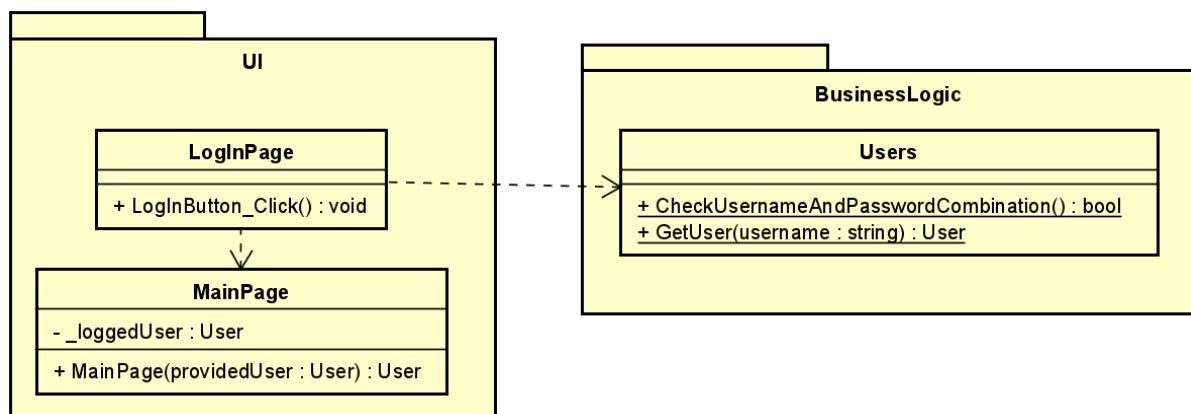 UI
LogInPage
+ LogInButton_Click() : void
MainPage
- _loggedUser : User
+ MainPage(providedUser : User) : User
BusinessLogic
Users
+ CheckUsernameAndPasswordCombination() : bool
+ GetUser(username : string) : User